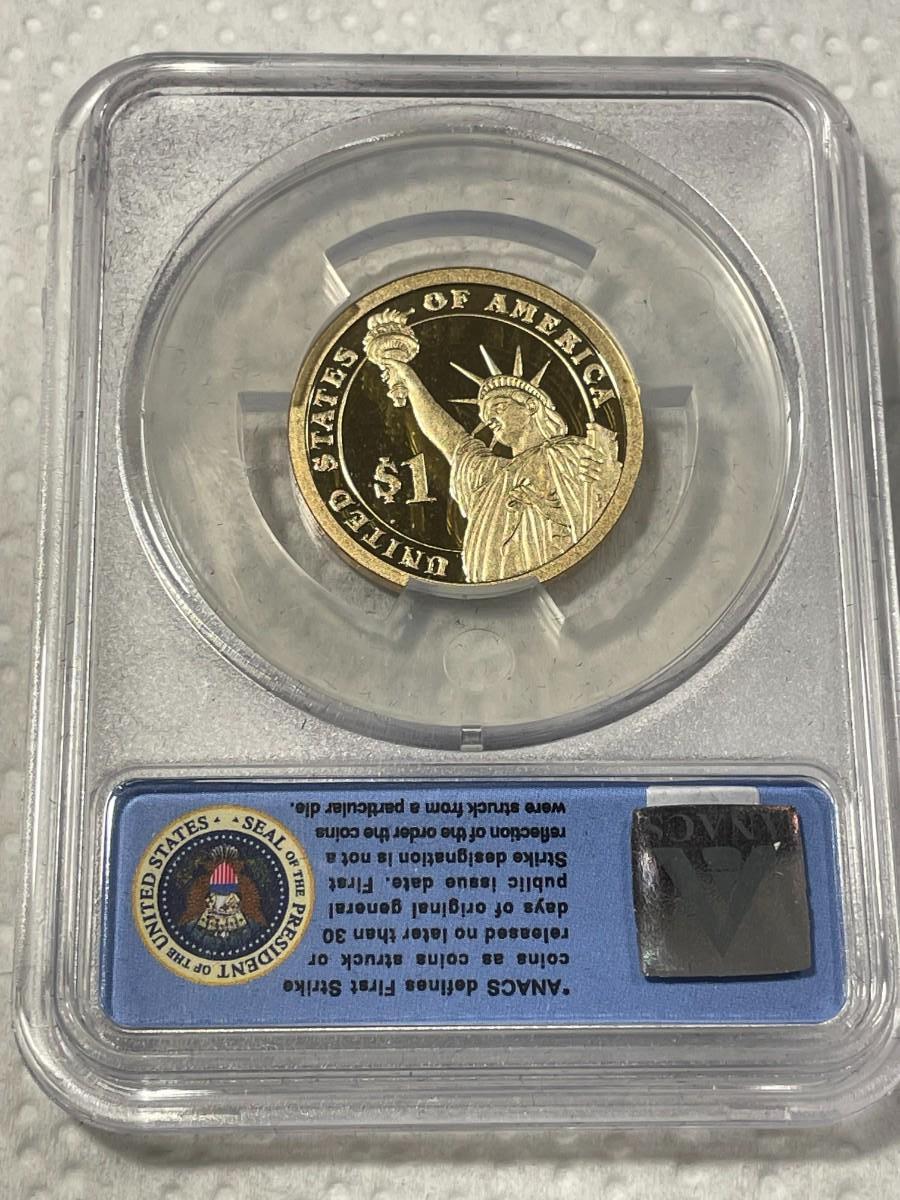 UNITED STATES OF AMERICA
$1
*ANACS defines First Strike
coins as coins struck or
released no later than 30
days of original general
public issue date. First
Strike designation is not a
reflection of the order the coins
were struck from a particular die.
SEAL OF THE PRESIDENT OF THE UNITED STATES
ANACS